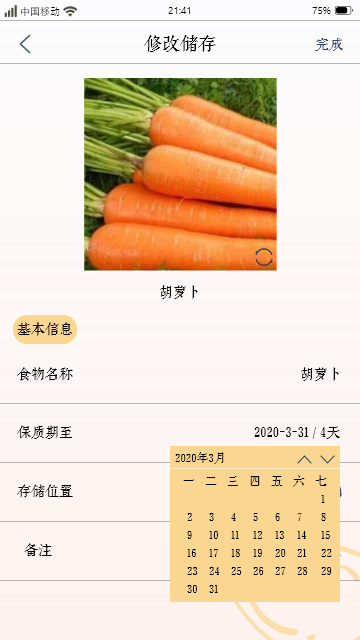 中国移动 21:41 75%
修改储存 完成
胡萝卜
基本信息
食物名称 胡萝卜
保质期至 2020-3-31 / 4天
存储位置
备注
2020年3月
一 二 三 四 五 六 七
1
2 3 4 5 6 7 8
9 10 11 12 13 14 15
16 17 18 19 20 21 22
23 24 25 26 27 28 29
30 31